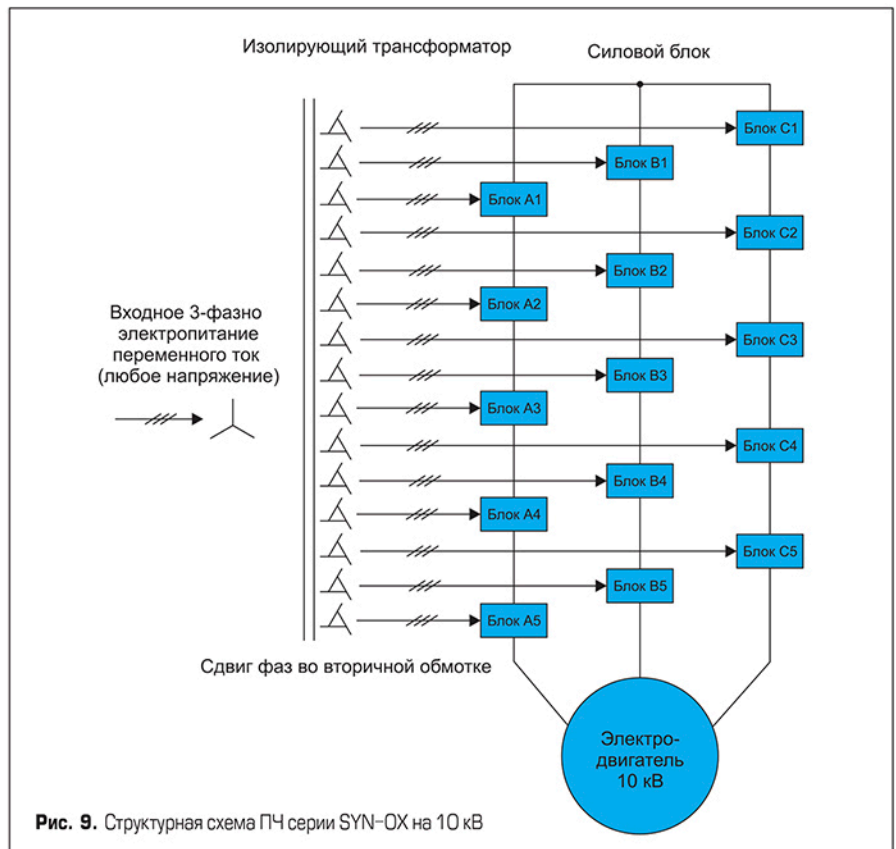 Изолирующий трансформатор
Силовой блок
Блок C1
Блок B1
Блок A1
Блок C2
Блок B2
Блок A2
Входное 3-фазно
электропитание
переменного ток
(любое напряжение)
Блок C3
Блок B3
Блок A3
Блок C4
Блок B4
Блок A4
Блок C5
Блок B5
Блок A5
Сдвиг фаз во вторичной обмотке
Электро-
двигатель
10 кВ
Рис. 9. Структурная схема ПЧ серии SYN-OX на 10 кВ